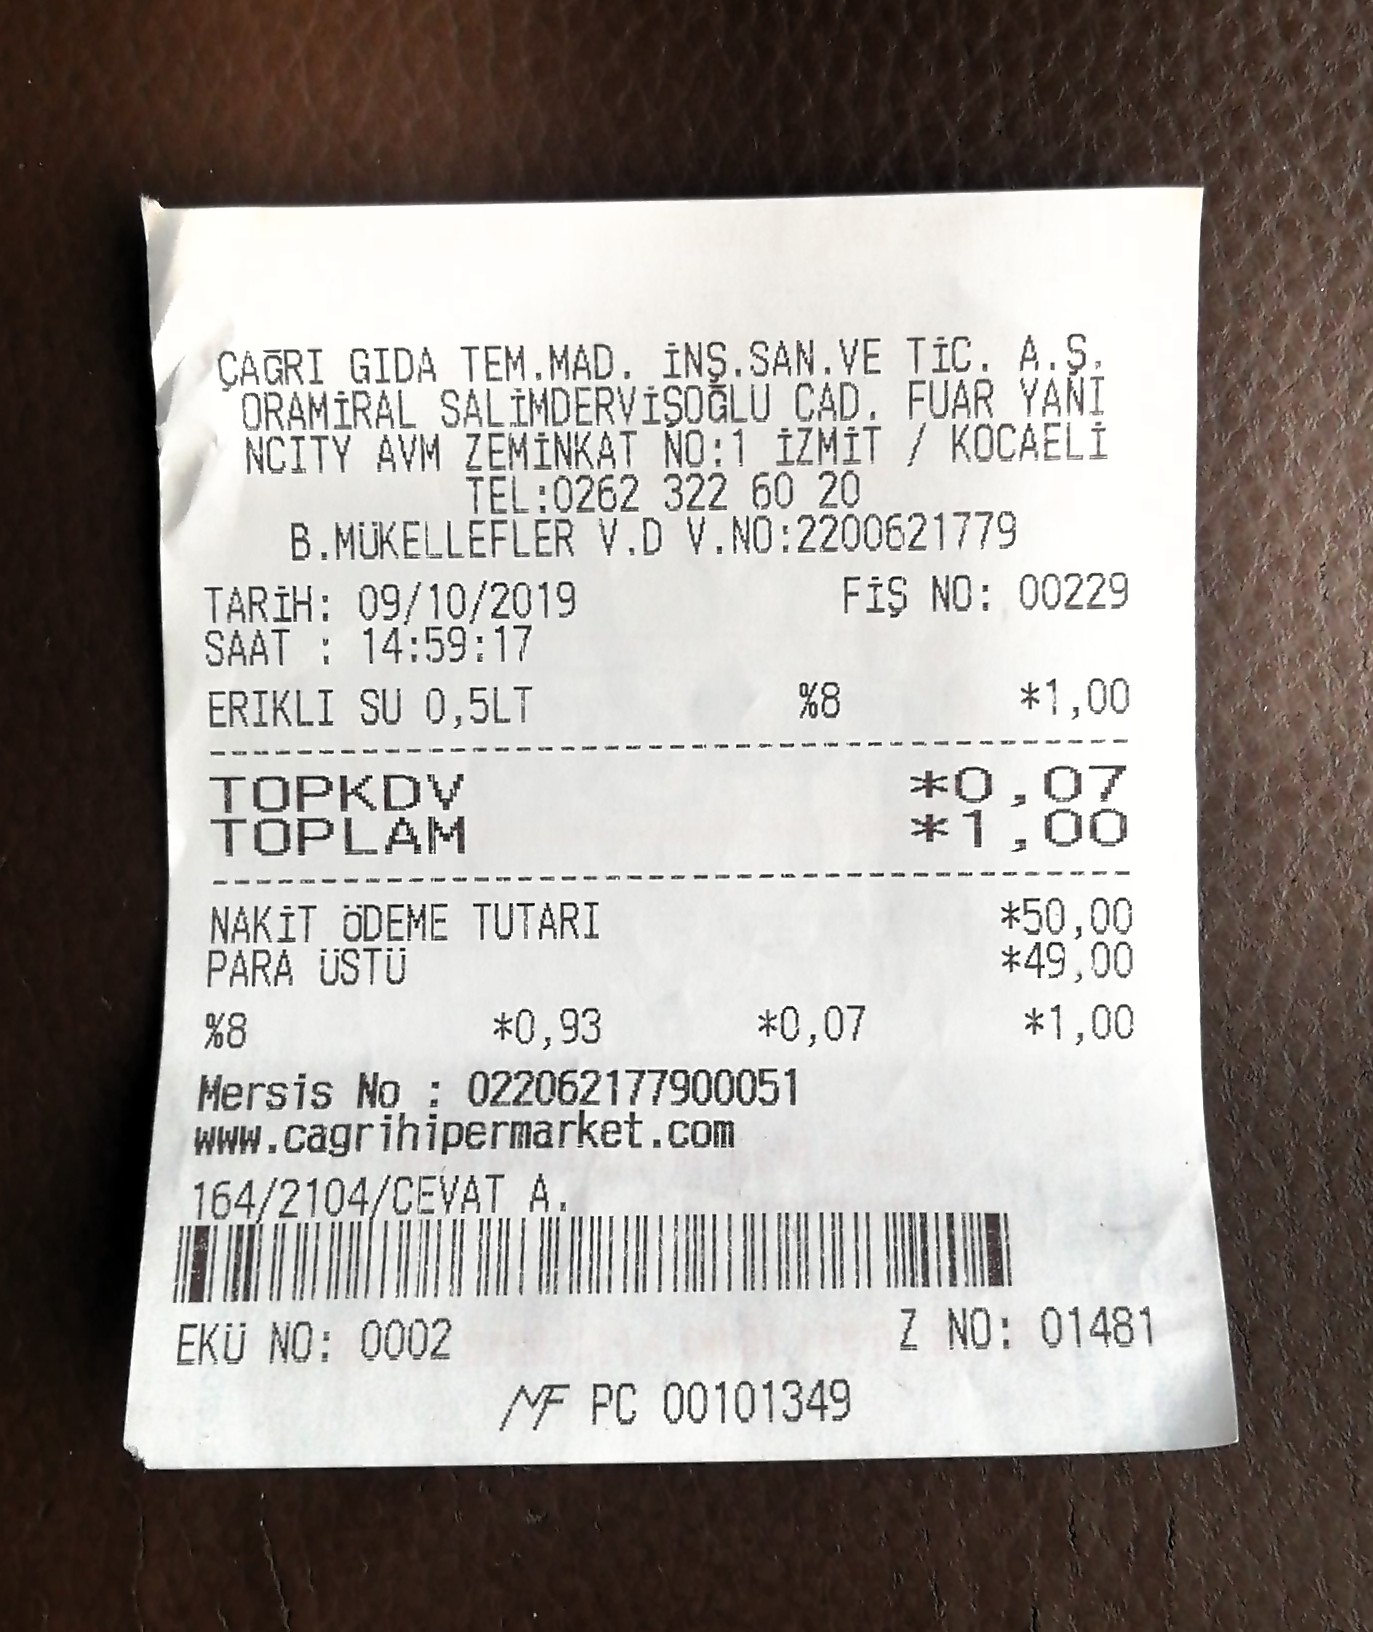 ÇAĞRI GIDA TEM.MAD. İNŞ.SAN.VE TİC. A.Ş.
ORAMİRAL SALİMDERVİŞOĞLU CAD. FUAR YANI
NCITY AVM ZEMİNKAT NO:1 İZMİT / KOCAELİ
TEL:0262 322 60 20
B.MÜKELLEFLER V.D V.NO:2200621779
TARİH: 09/10/2019 FİŞ NO: 00229
SAAT : 14:59:17
ERIKLI SU 0,5LT %8 *1,00
TOPKDV *0,07
TOPLAM *1,00
NAKİT ÖDEME TUTARI *50,00
PARA ÜSTÜ *49,00
%8 *0,93 *0,07 *1,00
Mersis No : 022062177900051
www.cagrihipermarket.com
164/2104/CEVAT A.
EKÜ NO: 0002 Z NO: 01481
MF PC 00101349